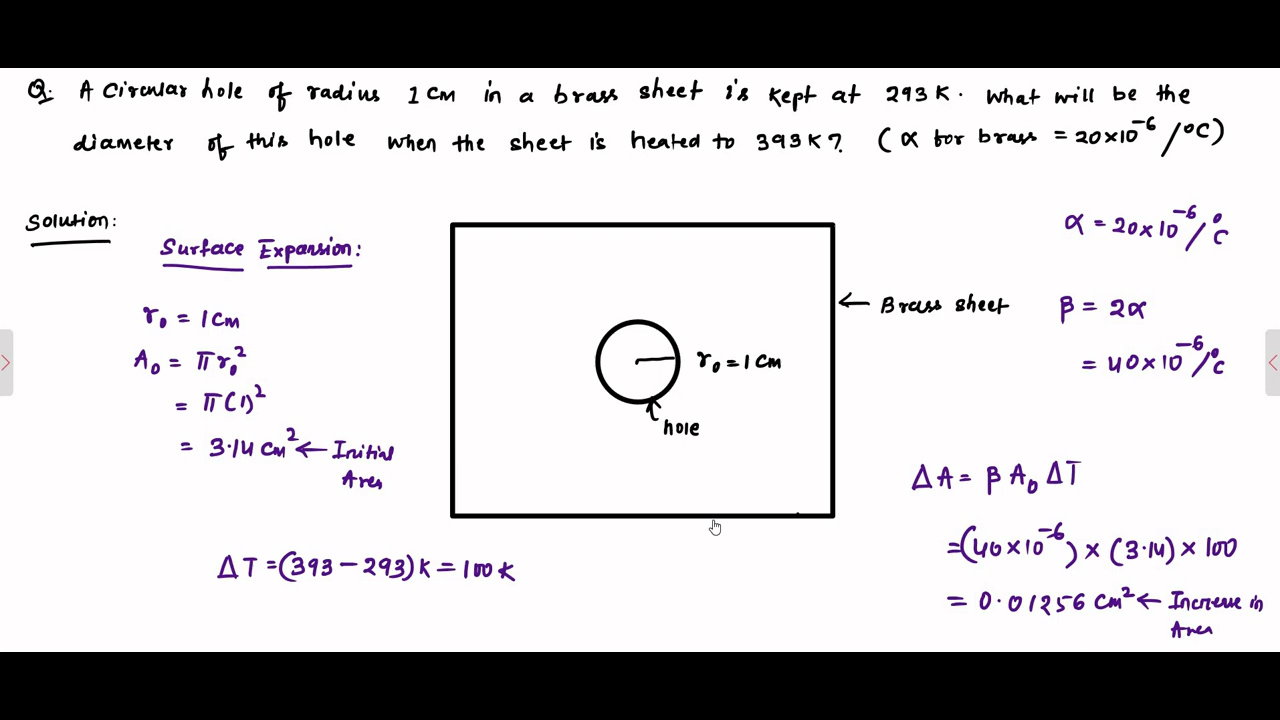 Q. A Circular hole of radius 1 cm in a brass sheet is kept at 293 K. What will be the
diameter of this hole when the sheet is heated to 393 K? (α for brass = 20×10⁻⁶/°C)
Solution:
Surface Expansion:
r₀ = 1 cm
A₀ = πr₀²
= π(1)²
= 3.14 cm² ← Initial
Area
ΔT = (393 − 293) K = 100 K
← Brass sheet
r₀ = 1 cm
hole
α = 20×10⁻⁶/°C
β = 2α
= 40×10⁻⁶/°C
ΔA = β A₀ ΔT
= (40×10⁻⁶) × (3.14) × 100
= 0.01256 cm² ← Increase in
Area